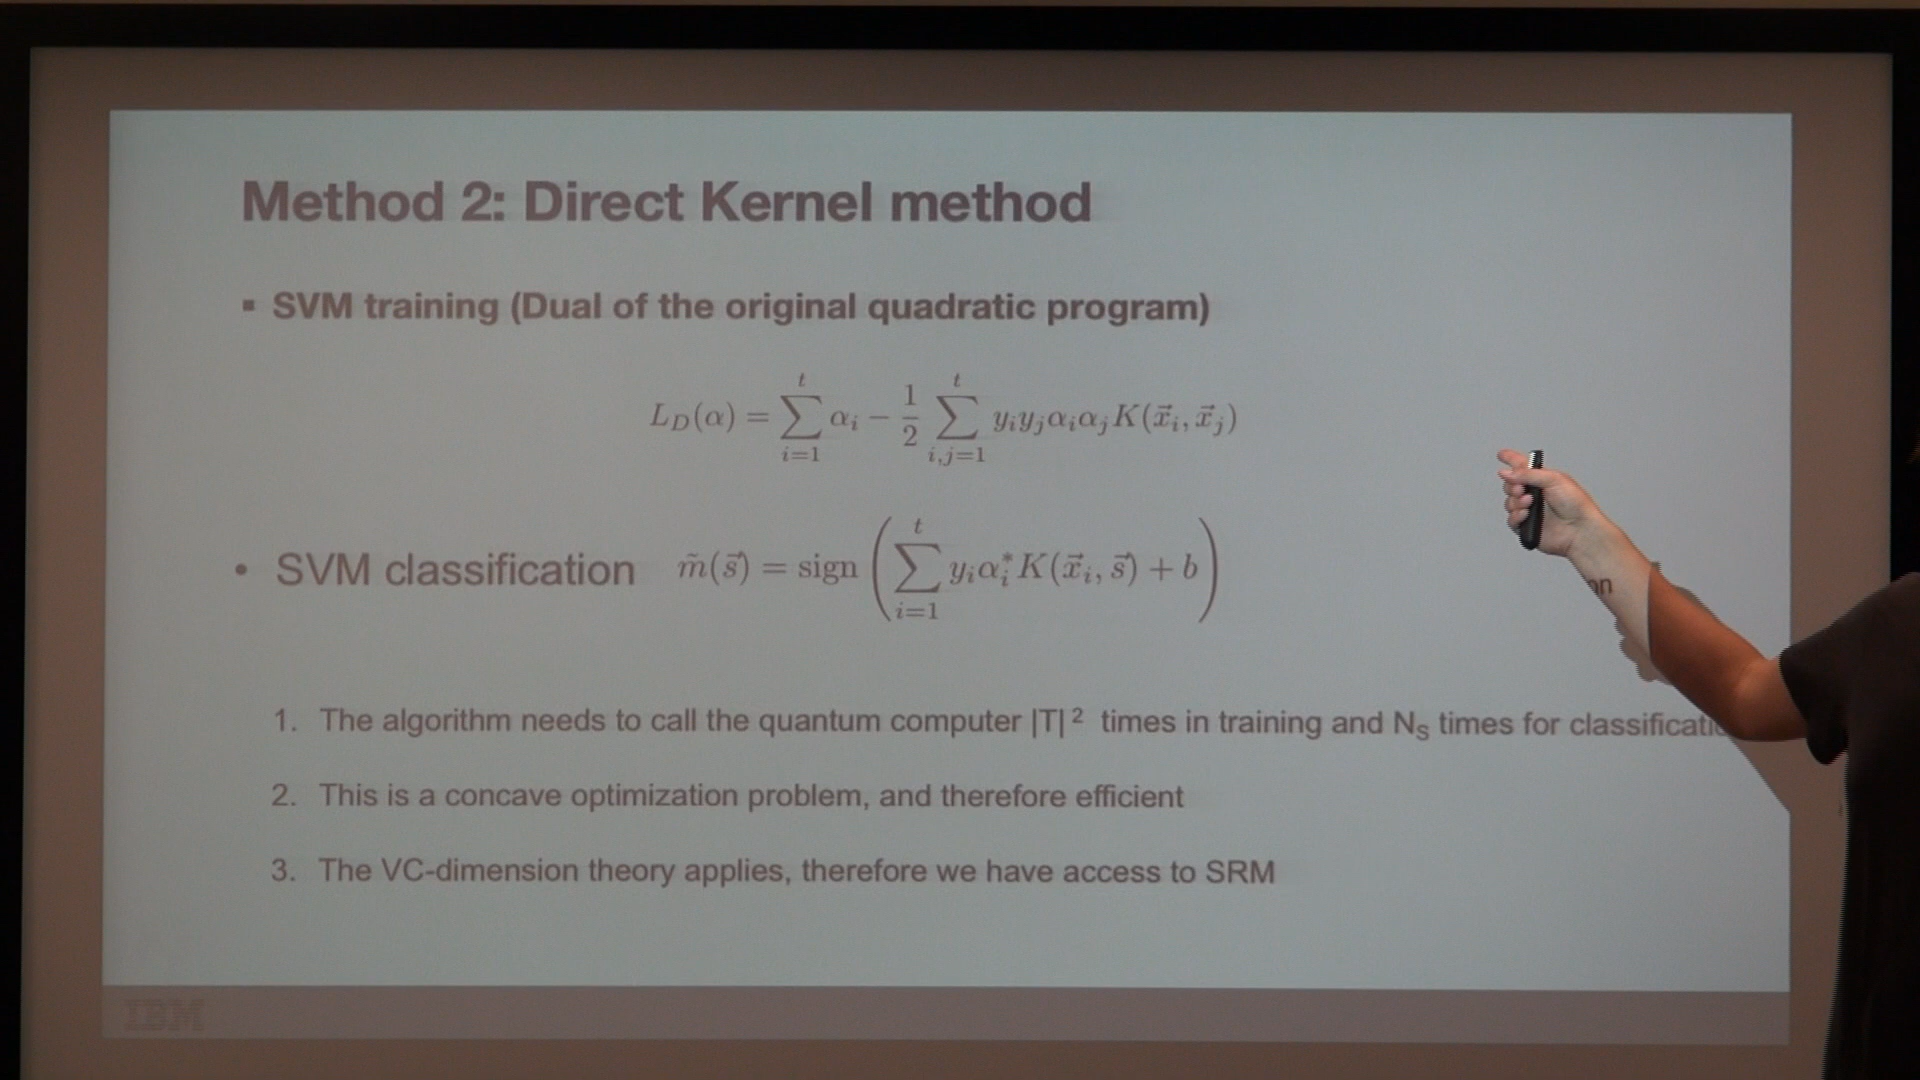 Method 2: Direct Kernel method
▪ SVM training (Dual of the original quadratic program)
L_D(α) = ∑_{i=1}^{t} α_i − 1/2 ∑_{i,j=1}^{t} y_i y_j α_i α_j K(x⃗_i, x⃗_j)
• SVM classification m̃(s⃗) = sign(∑_{i=1}^{t} y_i α_i^* K(x⃗_i, s⃗) + b)
on
1. The algorithm needs to call the quantum computer |T|² times in training and N_S times for classificati
2. This is a concave optimization problem, and therefore efficient
3. The VC-dimension theory applies, therefore we have access to SRM
IBM